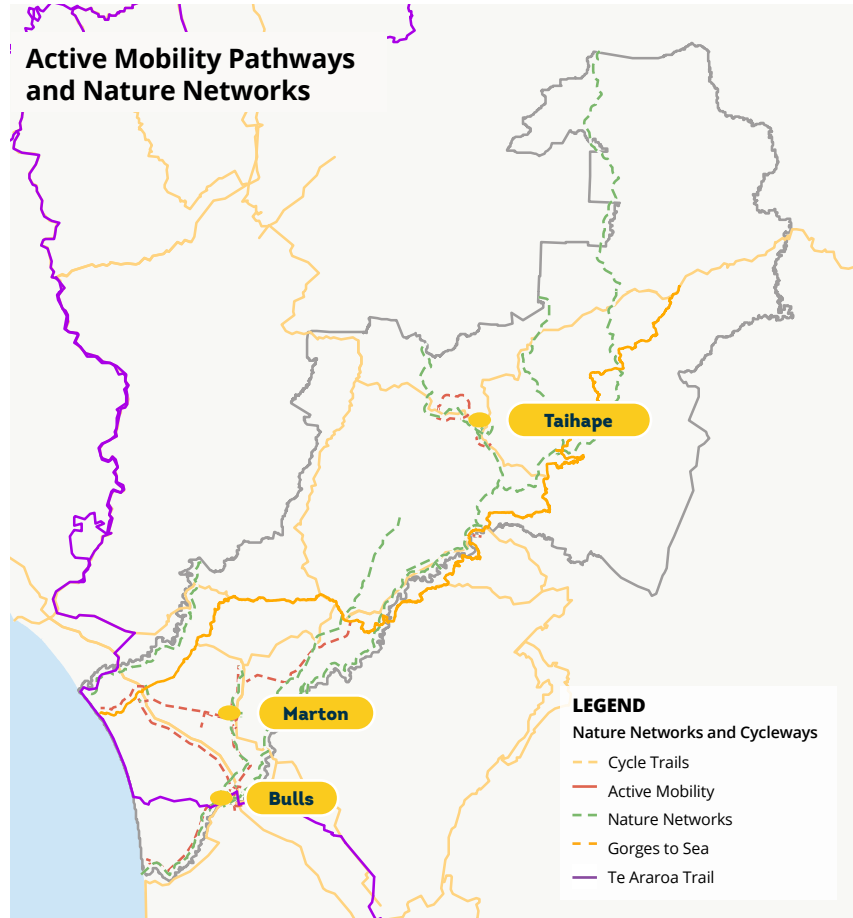 Active Mobility Pathways
and Nature Networks
Taihape
Marton
Bulls
LEGEND
Nature Networks and Cycleways
Cycle Trails
Active Mobility
Nature Networks
Gorges to Sea
Te Araroa Trail